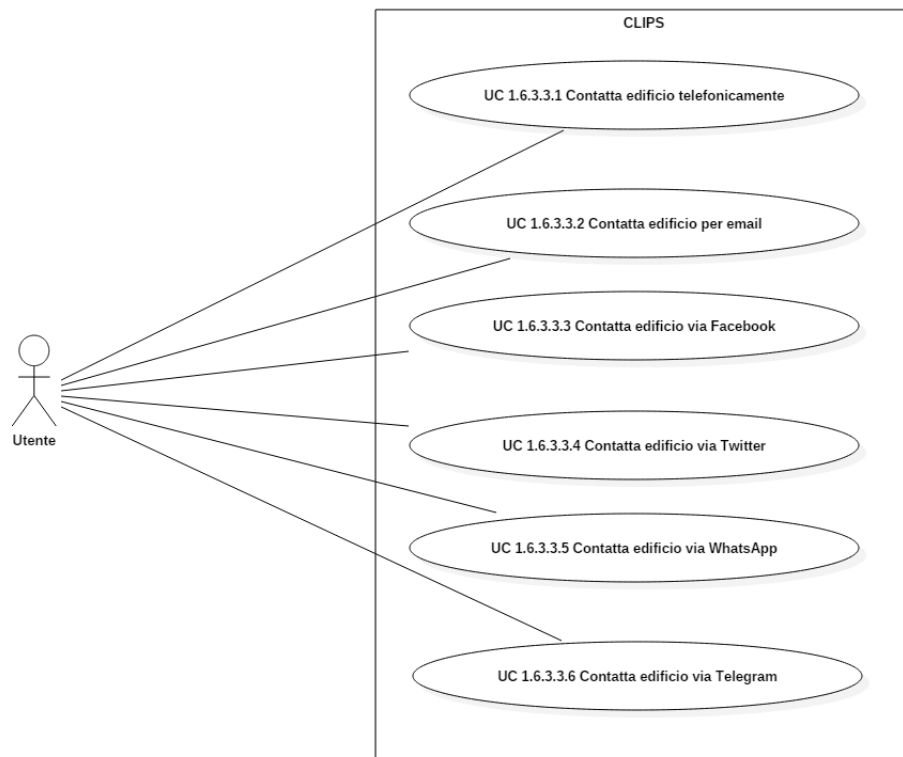 CLIPS
UC 1.6.3.3.1 Contatta edificio telefonicamente
UC 1.6.3.3.2 Contatta edificio per email
UC 1.6.3.3.3 Contatta edificio via Facebook
Utente
UC 1.6.3.3.4 Contatta edificio via Twitter
UC 1.6.3.3.5 Contatta edificio via WhatsApp
UC 1.6.3.3.6 Contatta edificio via Telegram